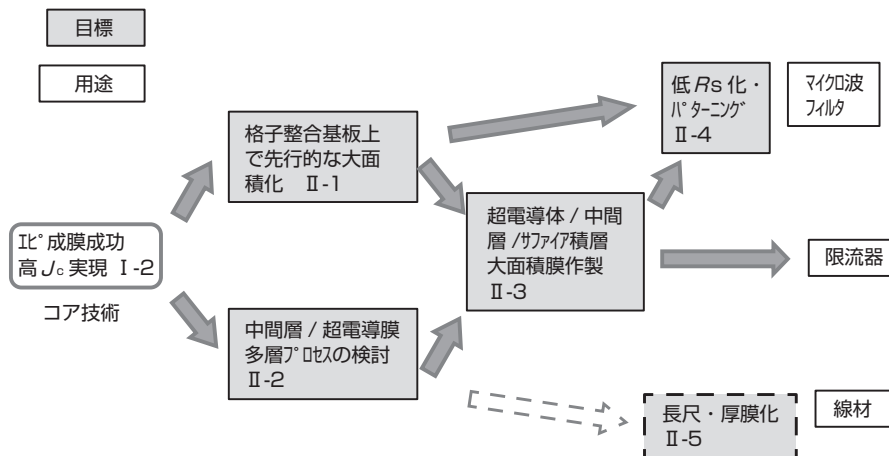 目標
用途
エピ成膜成功
高Jc実現 Ⅰ-2
コア技術
格子整合基板上
で先行的な大面
積化 Ⅱ-1
中間層/超電導膜
多層プロセスの検討
Ⅱ-2
超電導体/中間
層/サファイア積層
大面積膜作製
Ⅱ-3
低Rs化・
パターニング
Ⅱ-4
マイクロ波
フィルタ
限流器
長尺・厚膜化
Ⅱ-5
線材